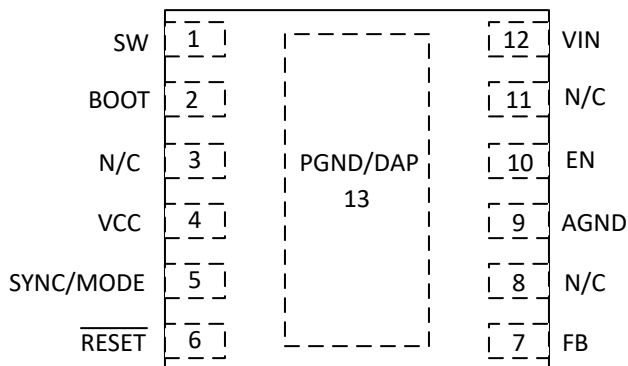 SW 1 12 VIN
BOOT 2 11 N/C
N/C 3 PGND/DAP 10 EN
13
VCC 4 9 AGND
SYNC/MODE 5 8 N/C
RESET 6 7 FB